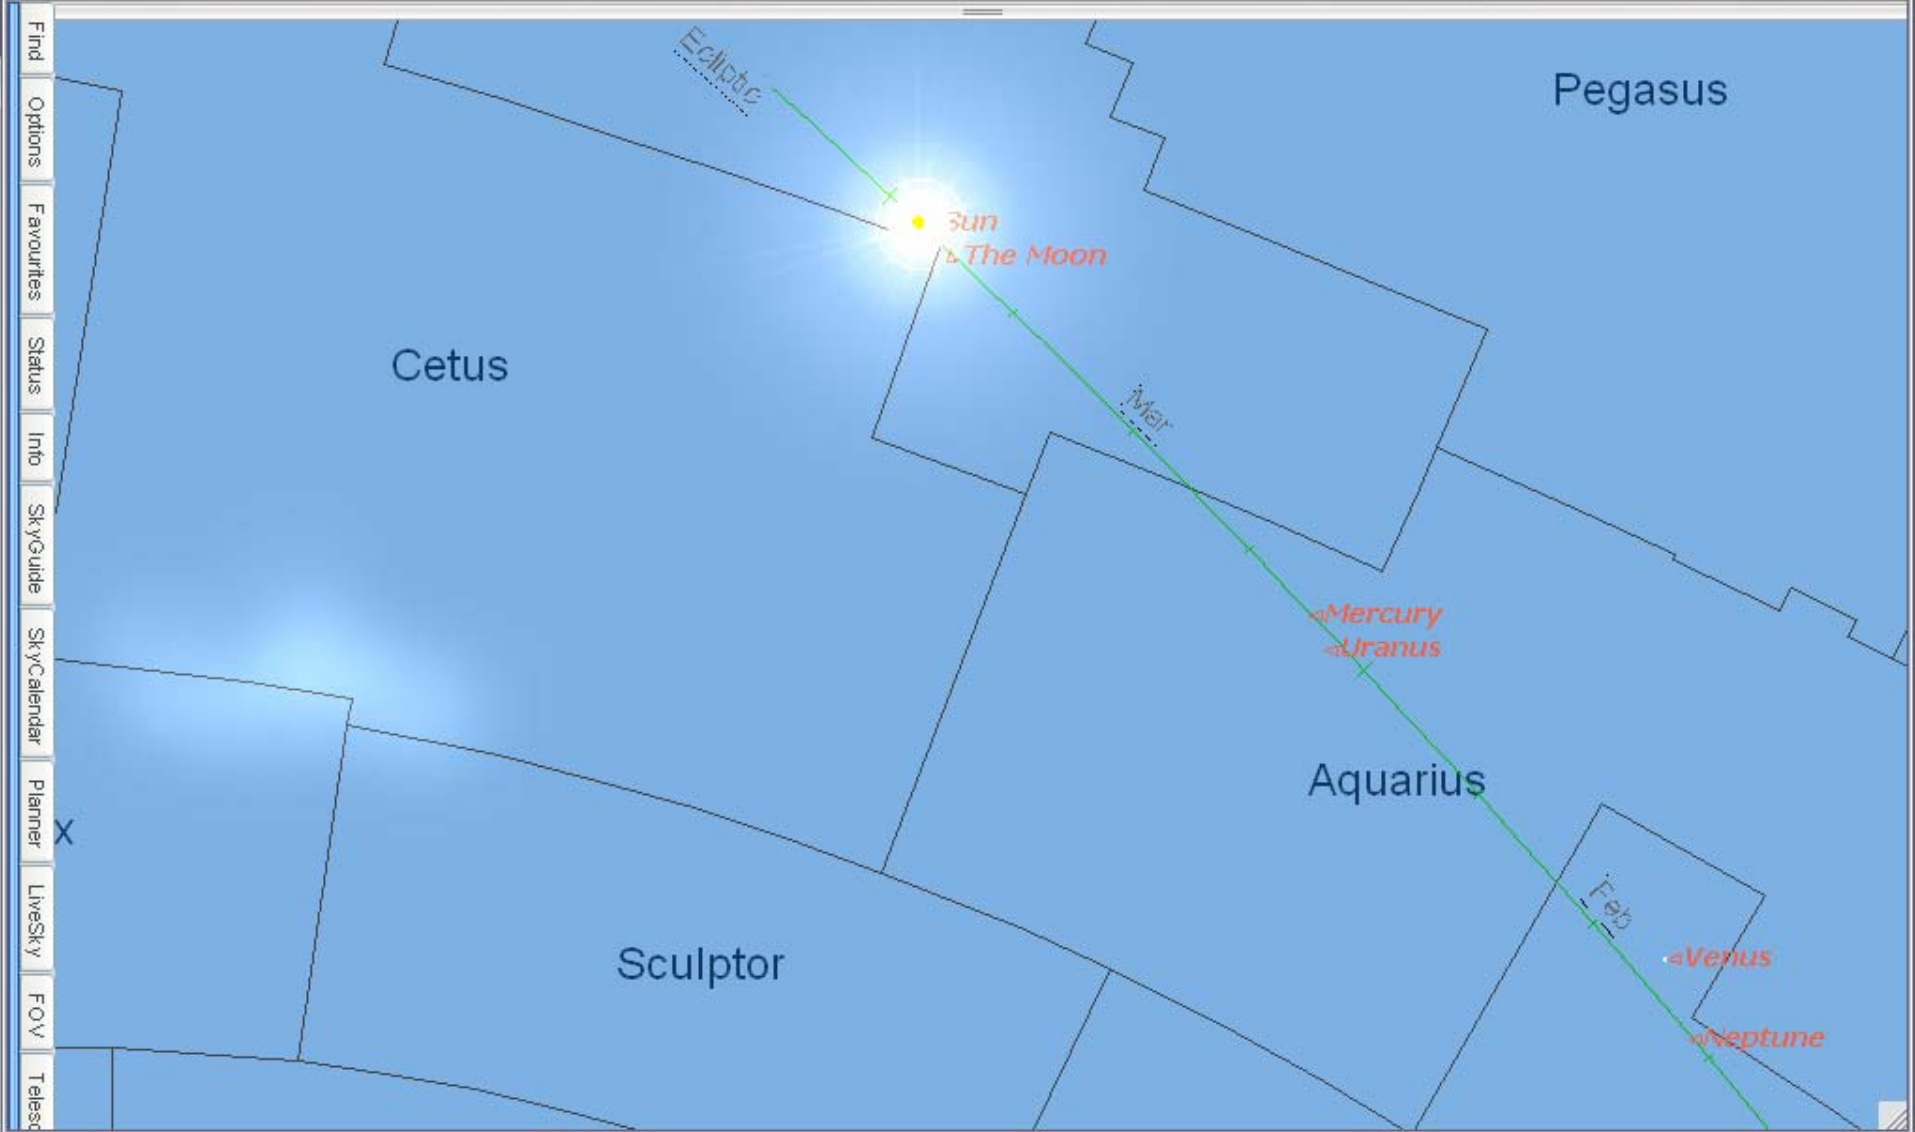 Find
Options
Favourites
Status
Info
SkyGuide
SkyCalendar
Planner
LiveSky
FOV
Telesc
Ecliptic
Pegasus
Sun
The Moon
Cetus
Mar
Mercury
Uranus
Aquarius
x
Feb
Sculptor
Venus
Neptune